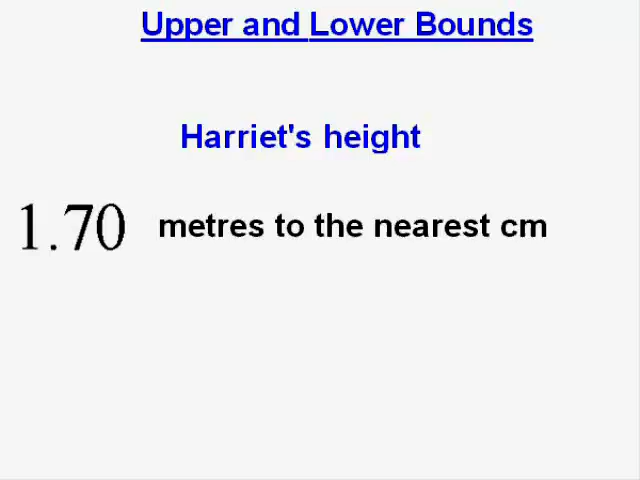 Upper and Lower Bounds
Harriet's height
1.70 metres to the nearest cm